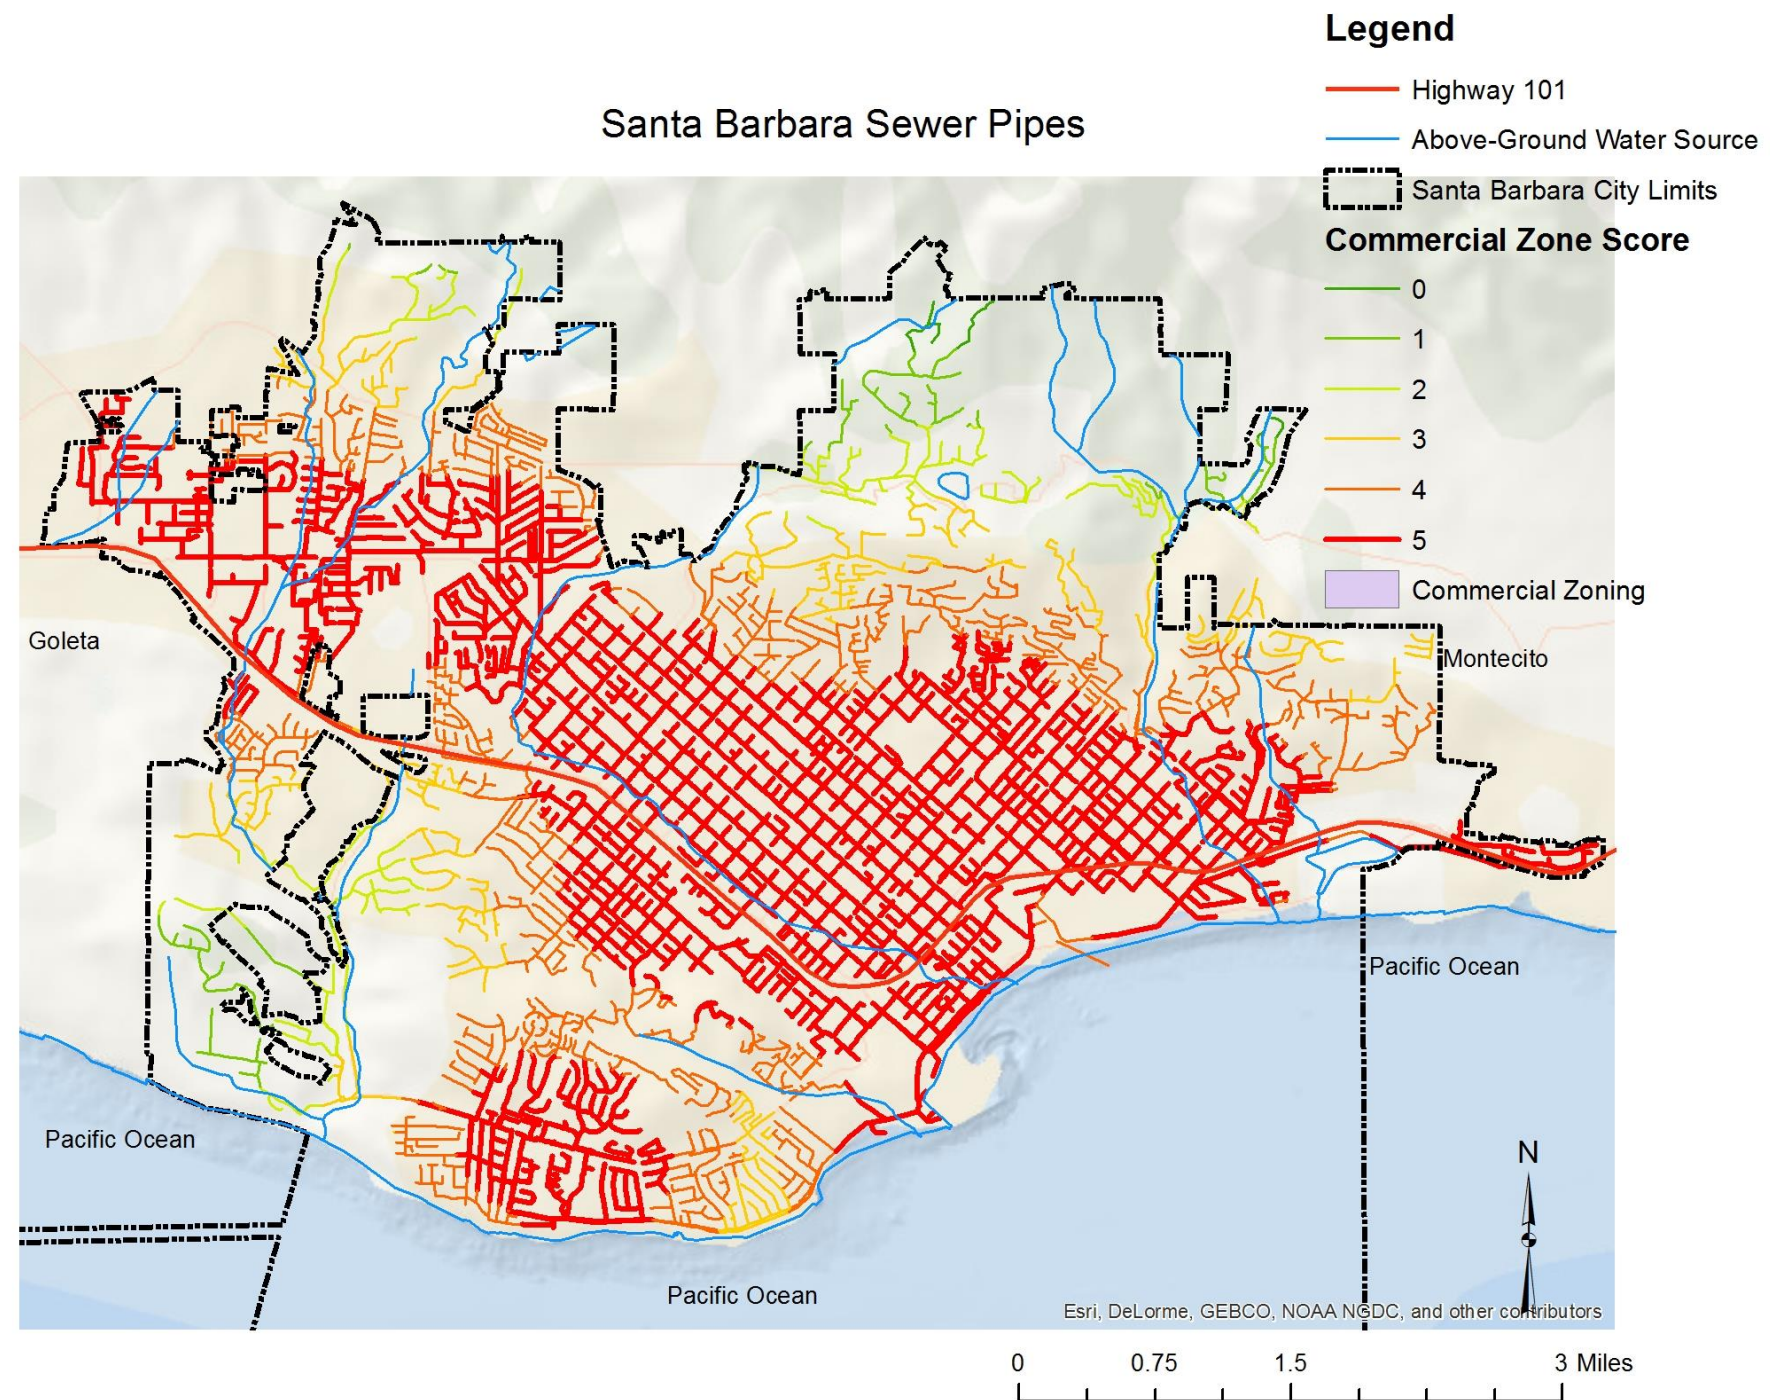 Legend
Highway 101
Above-Ground Water Source
Santa Barbara City Limits
Commercial Zone Score
0
1
2
3
4
5
Commercial Zoning
Santa Barbara Sewer Pipes
Goleta
Montecito
Pacific Ocean
Pacific Ocean
Pacific Ocean
N
Esri, DeLorme, GEBCO, NOAA NGDC, and other contributors
0 0.75 1.5 3 Miles